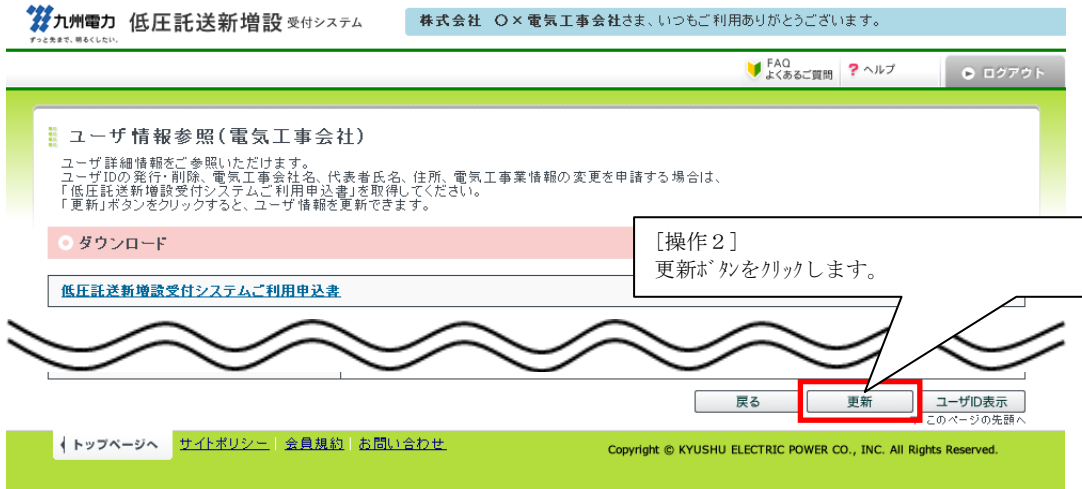 九州電力 低圧託送新増設 受付システム 株式会社 ○×電気工事会社さま、いつもご利用ありがとうございます。
ずっと先まで、明るくしたい。
FAQ
よくあるご質問 ? ヘルプ ログアウト
ユーザ情報参照(電気工事会社)
ユーザ詳細情報をご参照いただけます。
ユーザIDの発行・削除、電気工事会社名、代表者氏名、住所、電気工事業情報の変更を申請する場合は、
「低圧託送新増設受付システムご利用申込書」を取得してください。
「更新」ボタンをクリックすると、ユーザ情報を更新できます。
ダウンロード
[操作2]
更新ﾎﾞﾀﾝをｸﾘｯｸします。
低圧託送新増設受付システムご利用申込書
戻る 更新 ユーザID表示
このページの先頭へ
トップページへ サイトポリシー 会員規約 お問い合わせ
Copyright © KYUSHU ELECTRIC POWER CO., INC. All Rights Reserved.